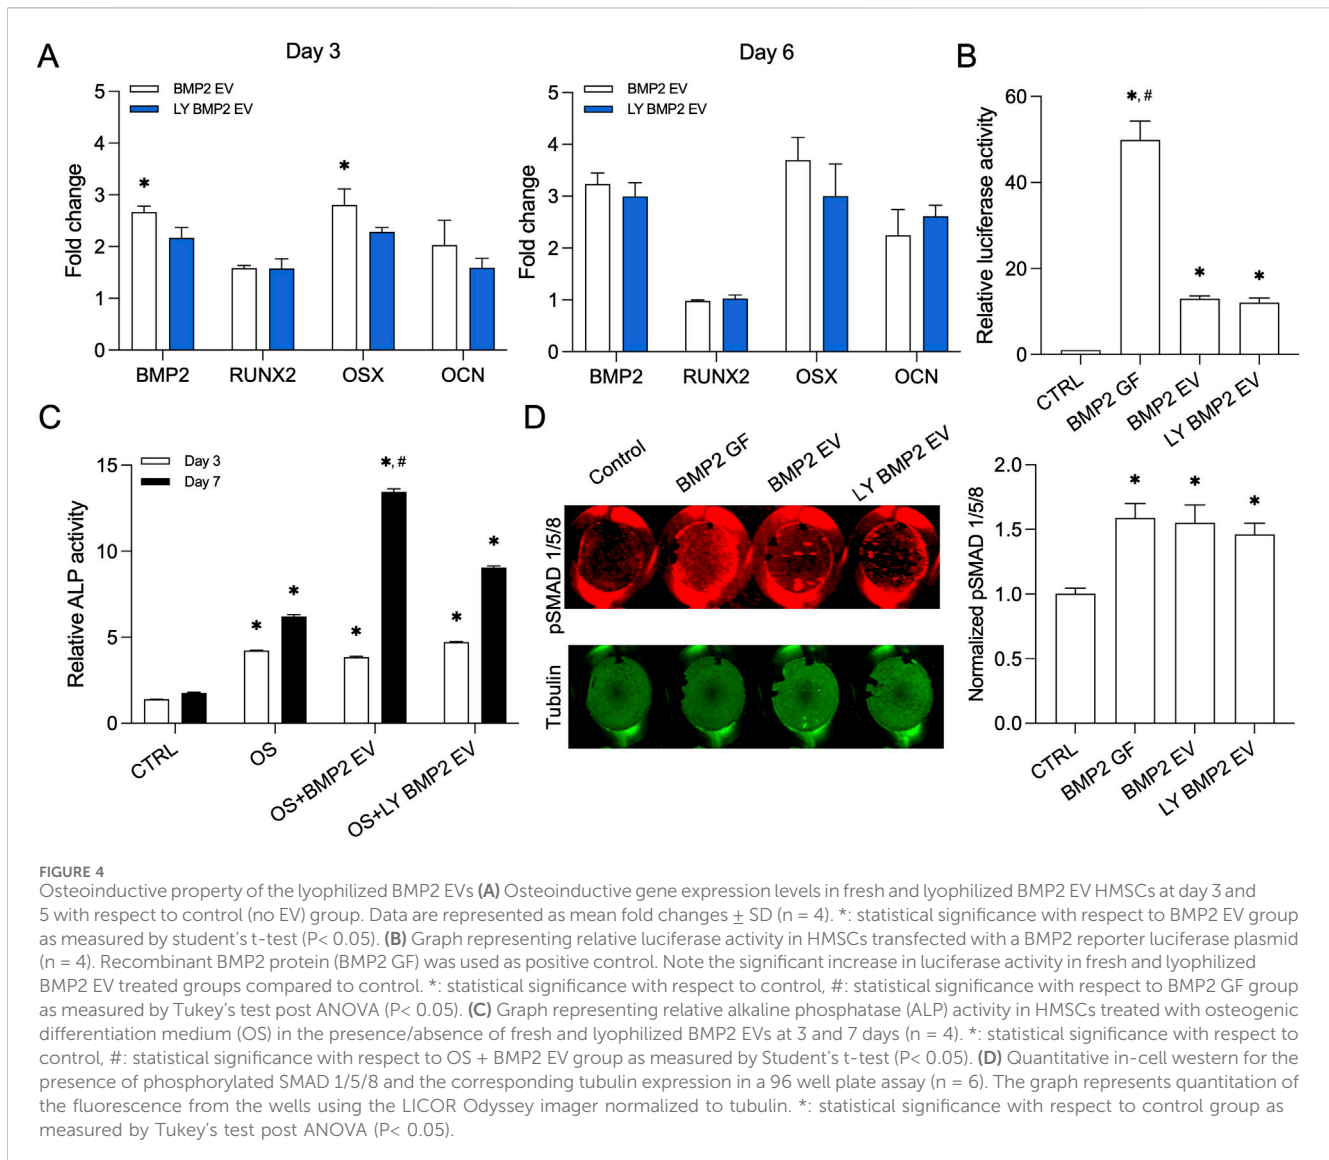 A
Day 3
BMP2 EV
LY BMP2 EV
Fold change
5
4
3
2
1
0
*
*
BMP2 RUNX2 OSX OCN
Day 6
BMP2 EV
LY BMP2 EV
Fold change
5
4
3
2
1
0
BMP2 RUNX2 OSX OCN
B
Relative luciferase activity
60
40
20
0
*, #
*
*
CTRL
BMP2 GF
BMP2 EV
LY BMP2 EV
C
Day 3
Day 7
Relative ALP activity
15
10
5
0
*
*
*
*, #
*
*
CTRL
OS
OS+BMP2 EV
OS+LY BMP2 EV
D
Control
BMP2 GF
BMP2 EV
LY BMP2 EV
pSMAD 1/5/8
Tubulin
Normalized pSMAD 1/5/8
2.0
1.5
1.0
0.5
0.0
*
*
*
CTRL
BMP2 GF
BMP2 EV
LY BMP2 EV
FIGURE 4
Osteoinductive property of the lyophilized BMP2 EVs (A) Osteoinductive gene expression levels in fresh and lyophilized BMP2 EV HMSCs at day 3 and
5 with respect to control (no EV) group. Data are represented as mean fold changes ± SD (n = 4). *: statistical significance with respect to BMP2 EV group
as measured by student's t-test (P< 0.05). (B) Graph representing relative luciferase activity in HMSCs transfected with a BMP2 reporter luciferase plasmid
(n = 4). Recombinant BMP2 protein (BMP2 GF) was used as positive control. Note the significant increase in luciferase activity in fresh and lyophilized
BMP2 EV treated groups compared to control. *: statistical significance with respect to control, #: statistical significance with respect to BMP2 GF group
as measured by Tukey's test post ANOVA (P< 0.05). (C) Graph representing relative alkaline phosphatase (ALP) activity in HMSCs treated with osteogenic
differentiation medium (OS) in the presence/absence of fresh and lyophilized BMP2 EVs at 3 and 7 days (n = 4). *: statistical significance with respect to
control, #: statistical significance with respect to OS + BMP2 EV group as measured by Student's t-test (P< 0.05). (D) Quantitative in-cell western for the
presence of phosphorylated SMAD 1/5/8 and the corresponding tubulin expression in a 96 well plate assay (n = 6). The graph represents quantitation of
the fluorescence from the wells using the LICOR Odyssey imager normalized to tubulin. *: statistical significance with respect to control group as
measured by Tukey's test post ANOVA (P< 0.05).